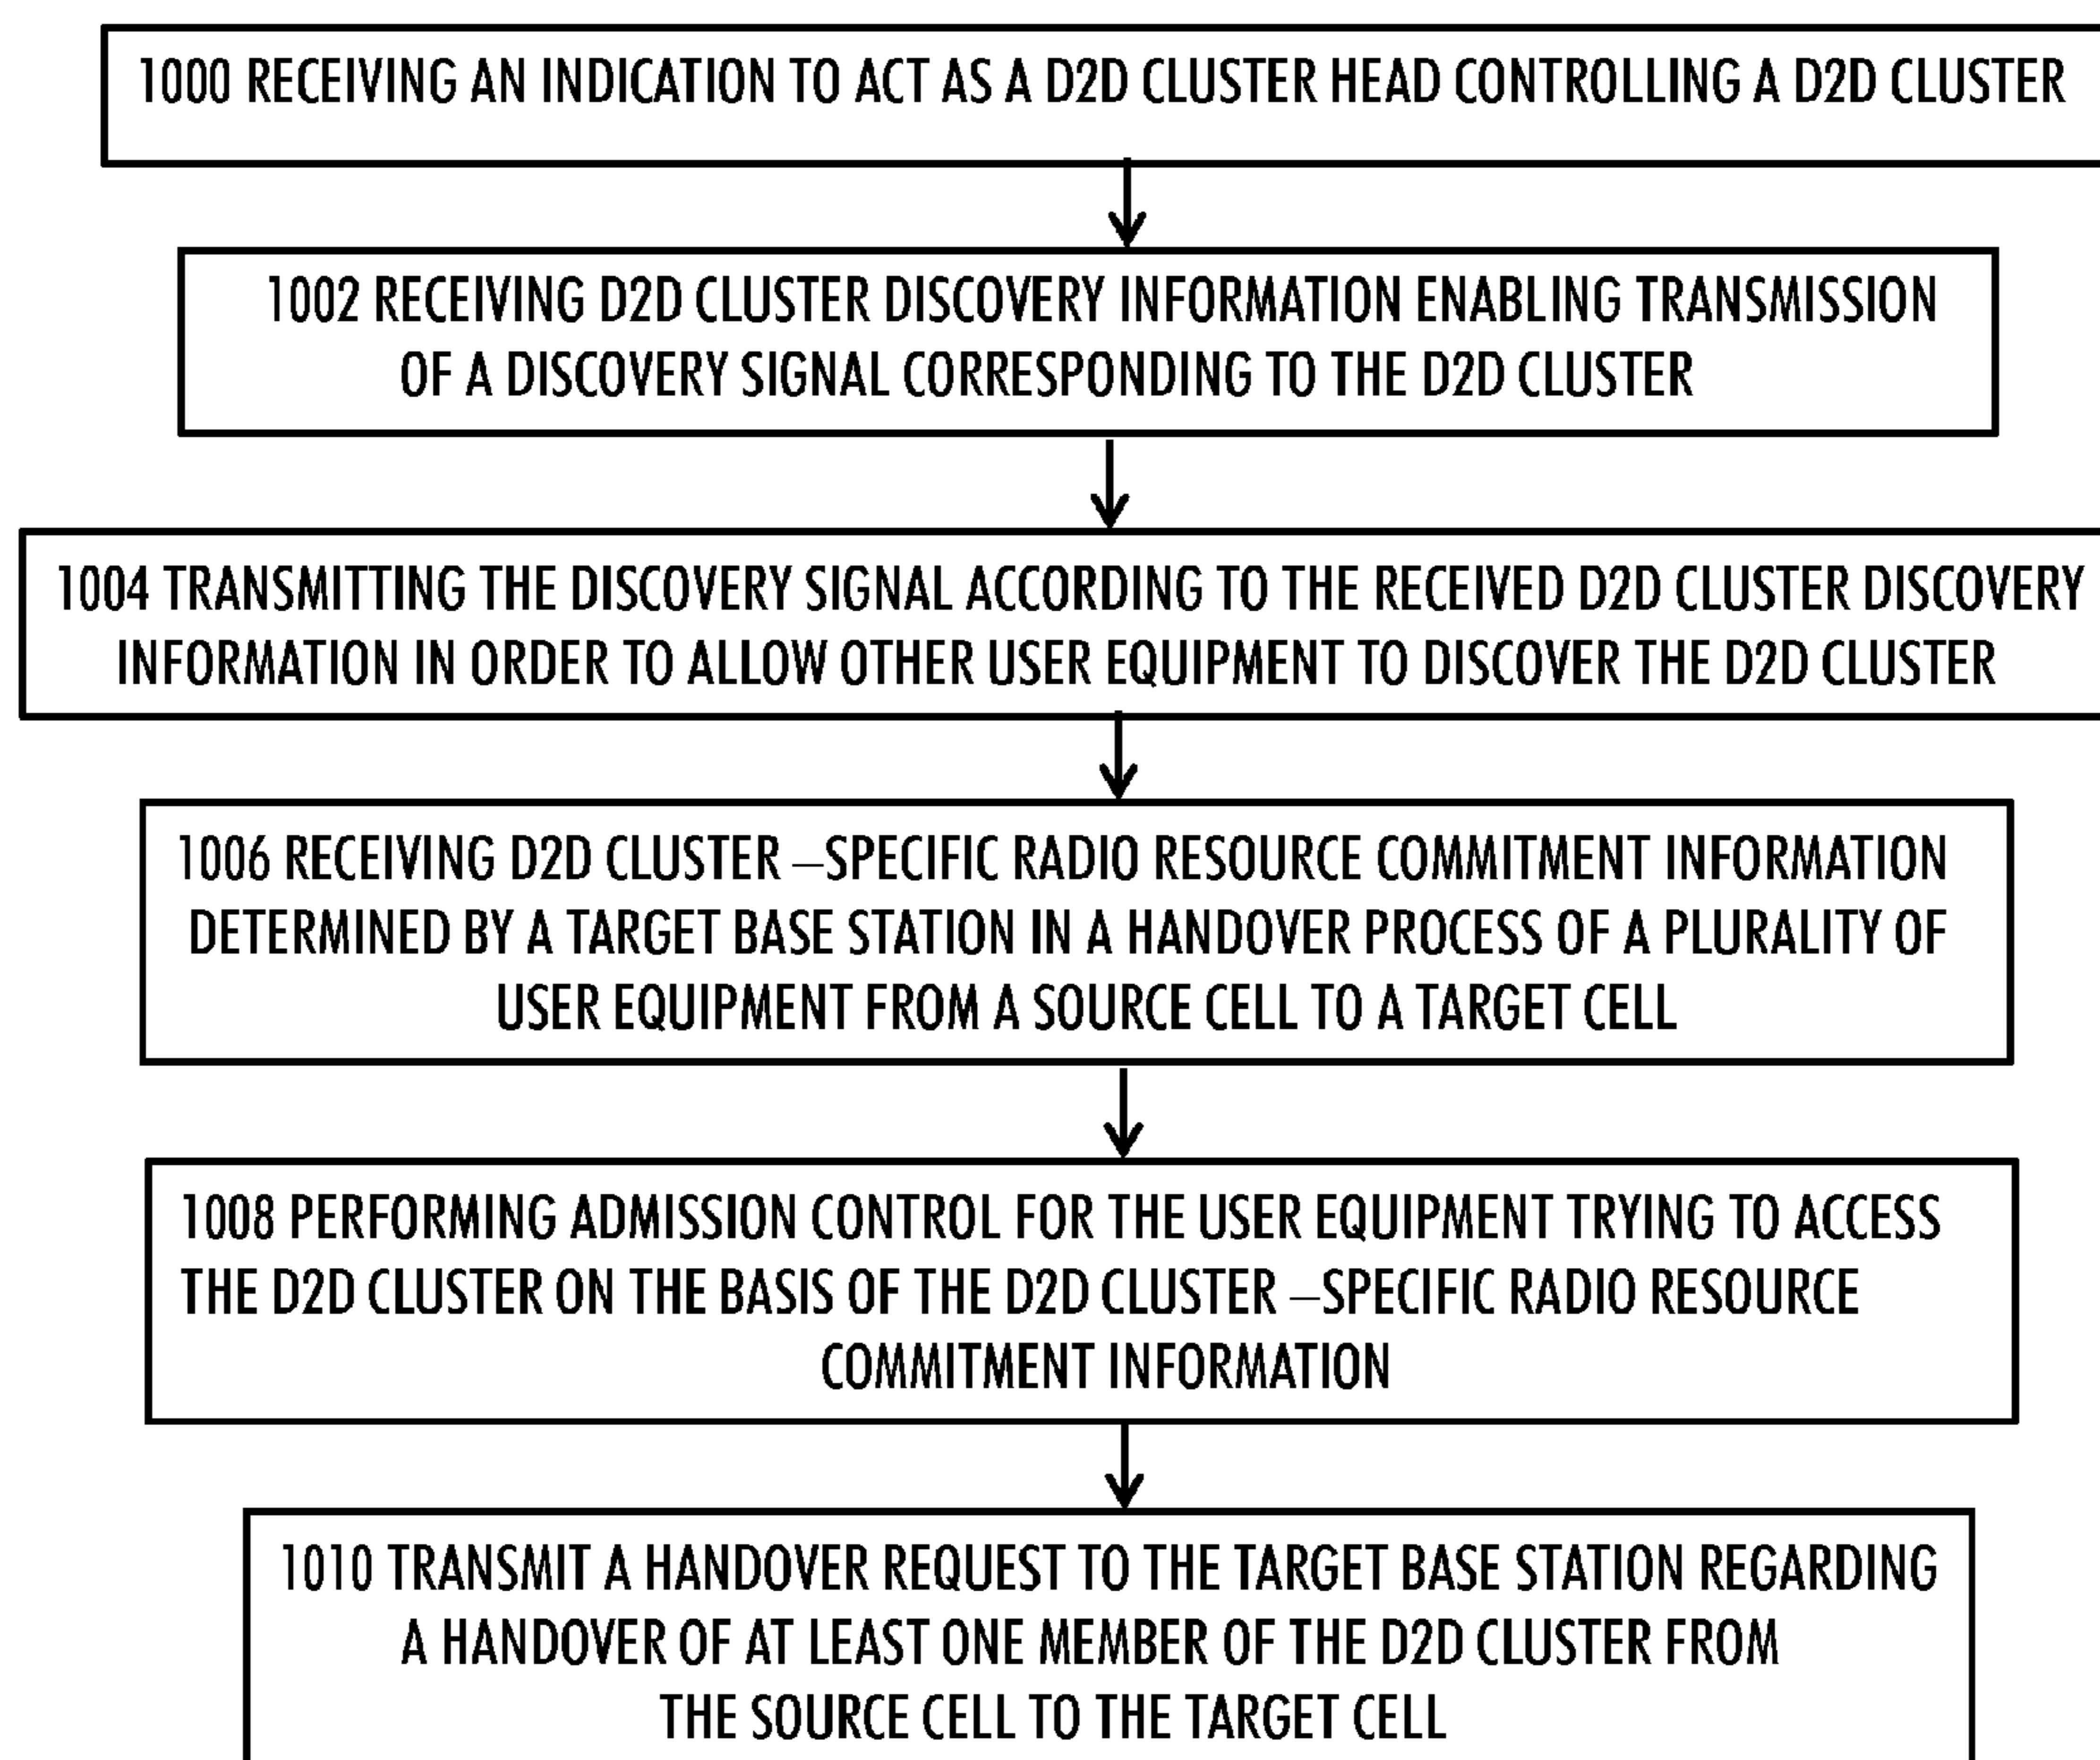 1000 RECEIVING AN INDICATION TO ACT AS A D2D CLUSTER HEAD CONTROLLING A D2D CLUSTER
1002 RECEIVING D2D CLUSTER DISCOVERY INFORMATION ENABLING TRANSMISSION
OF A DISCOVERY SIGNAL CORRESPONDING TO THE D2D CLUSTER
1004 TRANSMITTING THE DISCOVERY SIGNAL ACCORDING TO THE RECEIVED D2D CLUSTER DISCOVERY
INFORMATION IN ORDER TO ALLOW OTHER USER EQUIPMENT TO DISCOVER THE D2D CLUSTER
1006 RECEIVING D2D CLUSTER –SPECIFIC RADIO RESOURCE COMMITMENT INFORMATION
DETERMINED BY A TARGET BASE STATION IN A HANDOVER PROCESS OF A PLURALITY OF
USER EQUIPMENT FROM A SOURCE CELL TO A TARGET CELL
1008 PERFORMING ADMISSION CONTROL FOR THE USER EQUIPMENT TRYING TO ACCESS
THE D2D CLUSTER ON THE BASIS OF THE D2D CLUSTER –SPECIFIC RADIO RESOURCE
COMMITMENT INFORMATION
1010 TRANSMIT A HANDOVER REQUEST TO THE TARGET BASE STATION REGARDING
A HANDOVER OF AT LEAST ONE MEMBER OF THE D2D CLUSTER FROM
THE SOURCE CELL TO THE TARGET CELL